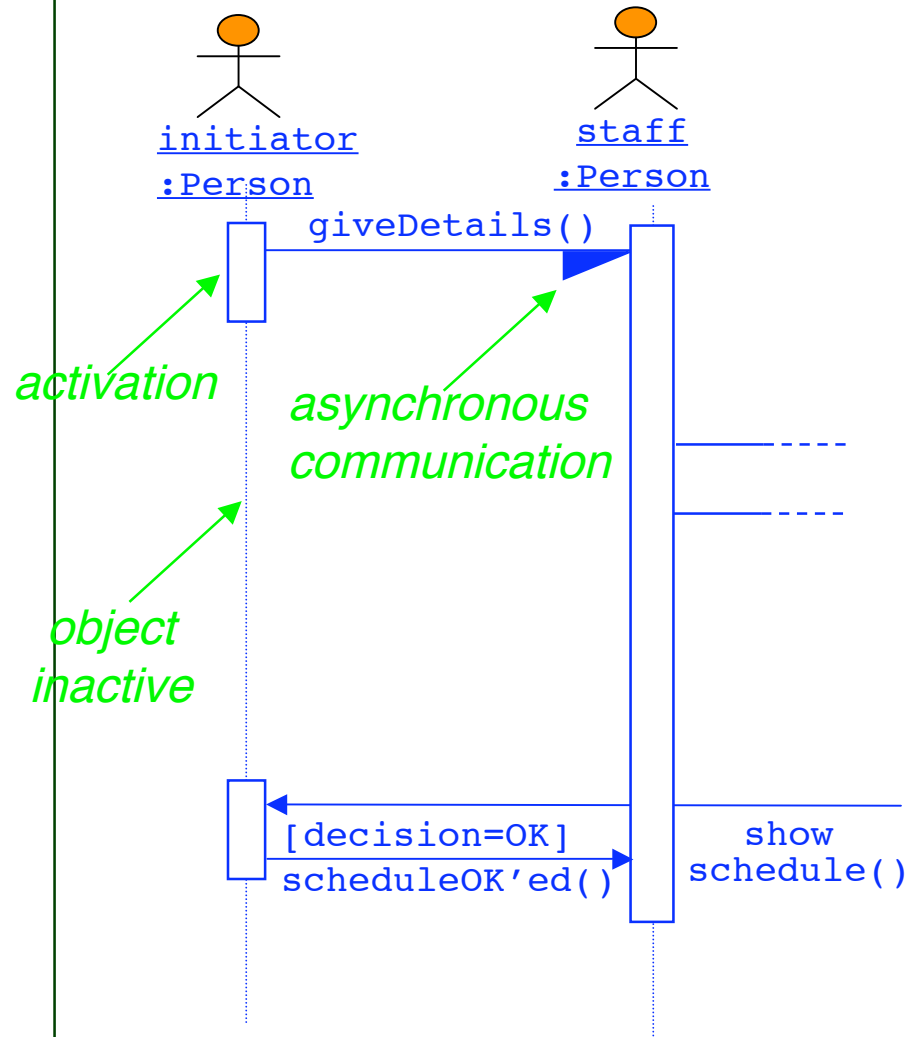 initiator
:Person
staff
:Person
giveDetails()
activation
asynchronous
communication
object
inactive
[decision=OK]
scheduleOK’ed()
show
schedule()